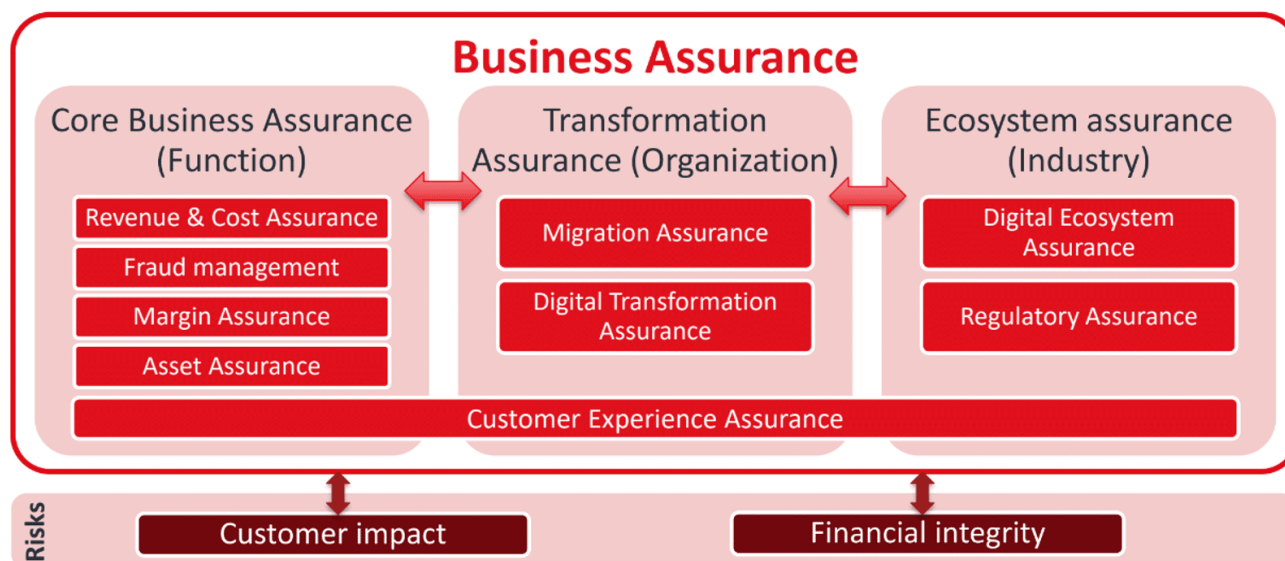 Business Assurance
Core Business Assurance
(Function)
Revenue & Cost Assurance
Fraud management
Margin Assurance
Asset Assurance
Transformation
Assurance (Organization)
Migration Assurance
Digital Transformation
Assurance
Ecosystem assurance
(Industry)
Digital Ecosystem
Assurance
Regulatory Assurance
Customer Experience Assurance
Risks
Customer impact
Financial integrity